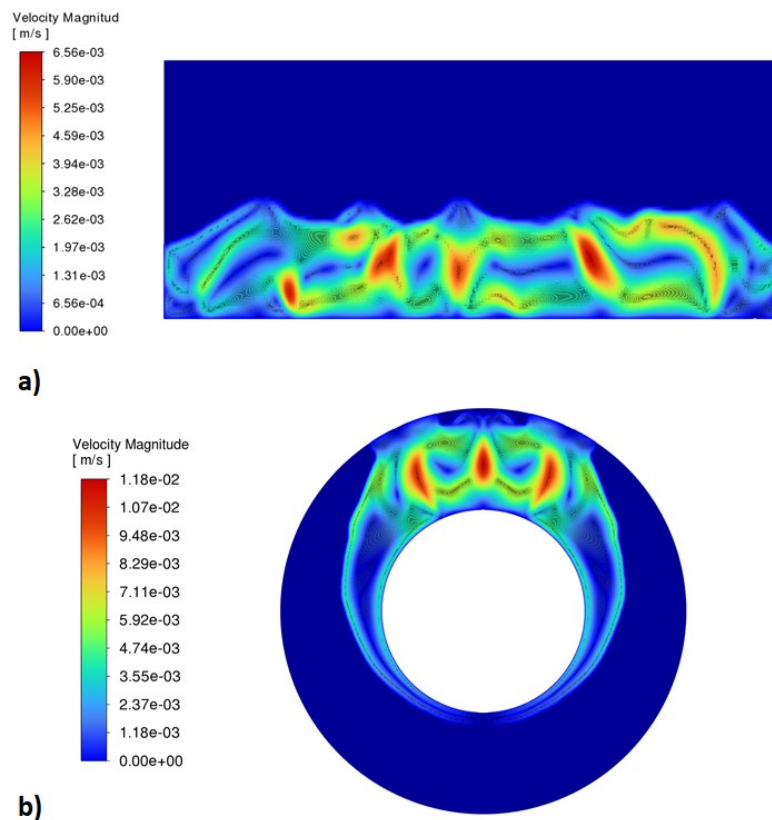 Velocity Magnitud
[ m/s ]
6.56e-03
5.90e-03
5.25e-03
4.59e-03
3.94e-03
3.28e-03
2.62e-03
1.97e-03
1.31e-03
6.56e-04
0.00e+00
a)
Velocity Magnitude
[ m/s ]
1.18e-02
1.07e-02
9.48e-03
8.29e-03
7.11e-03
5.92e-03
4.74e-03
3.55e-03
2.37e-03
1.18e-03
0.00e+00
b)